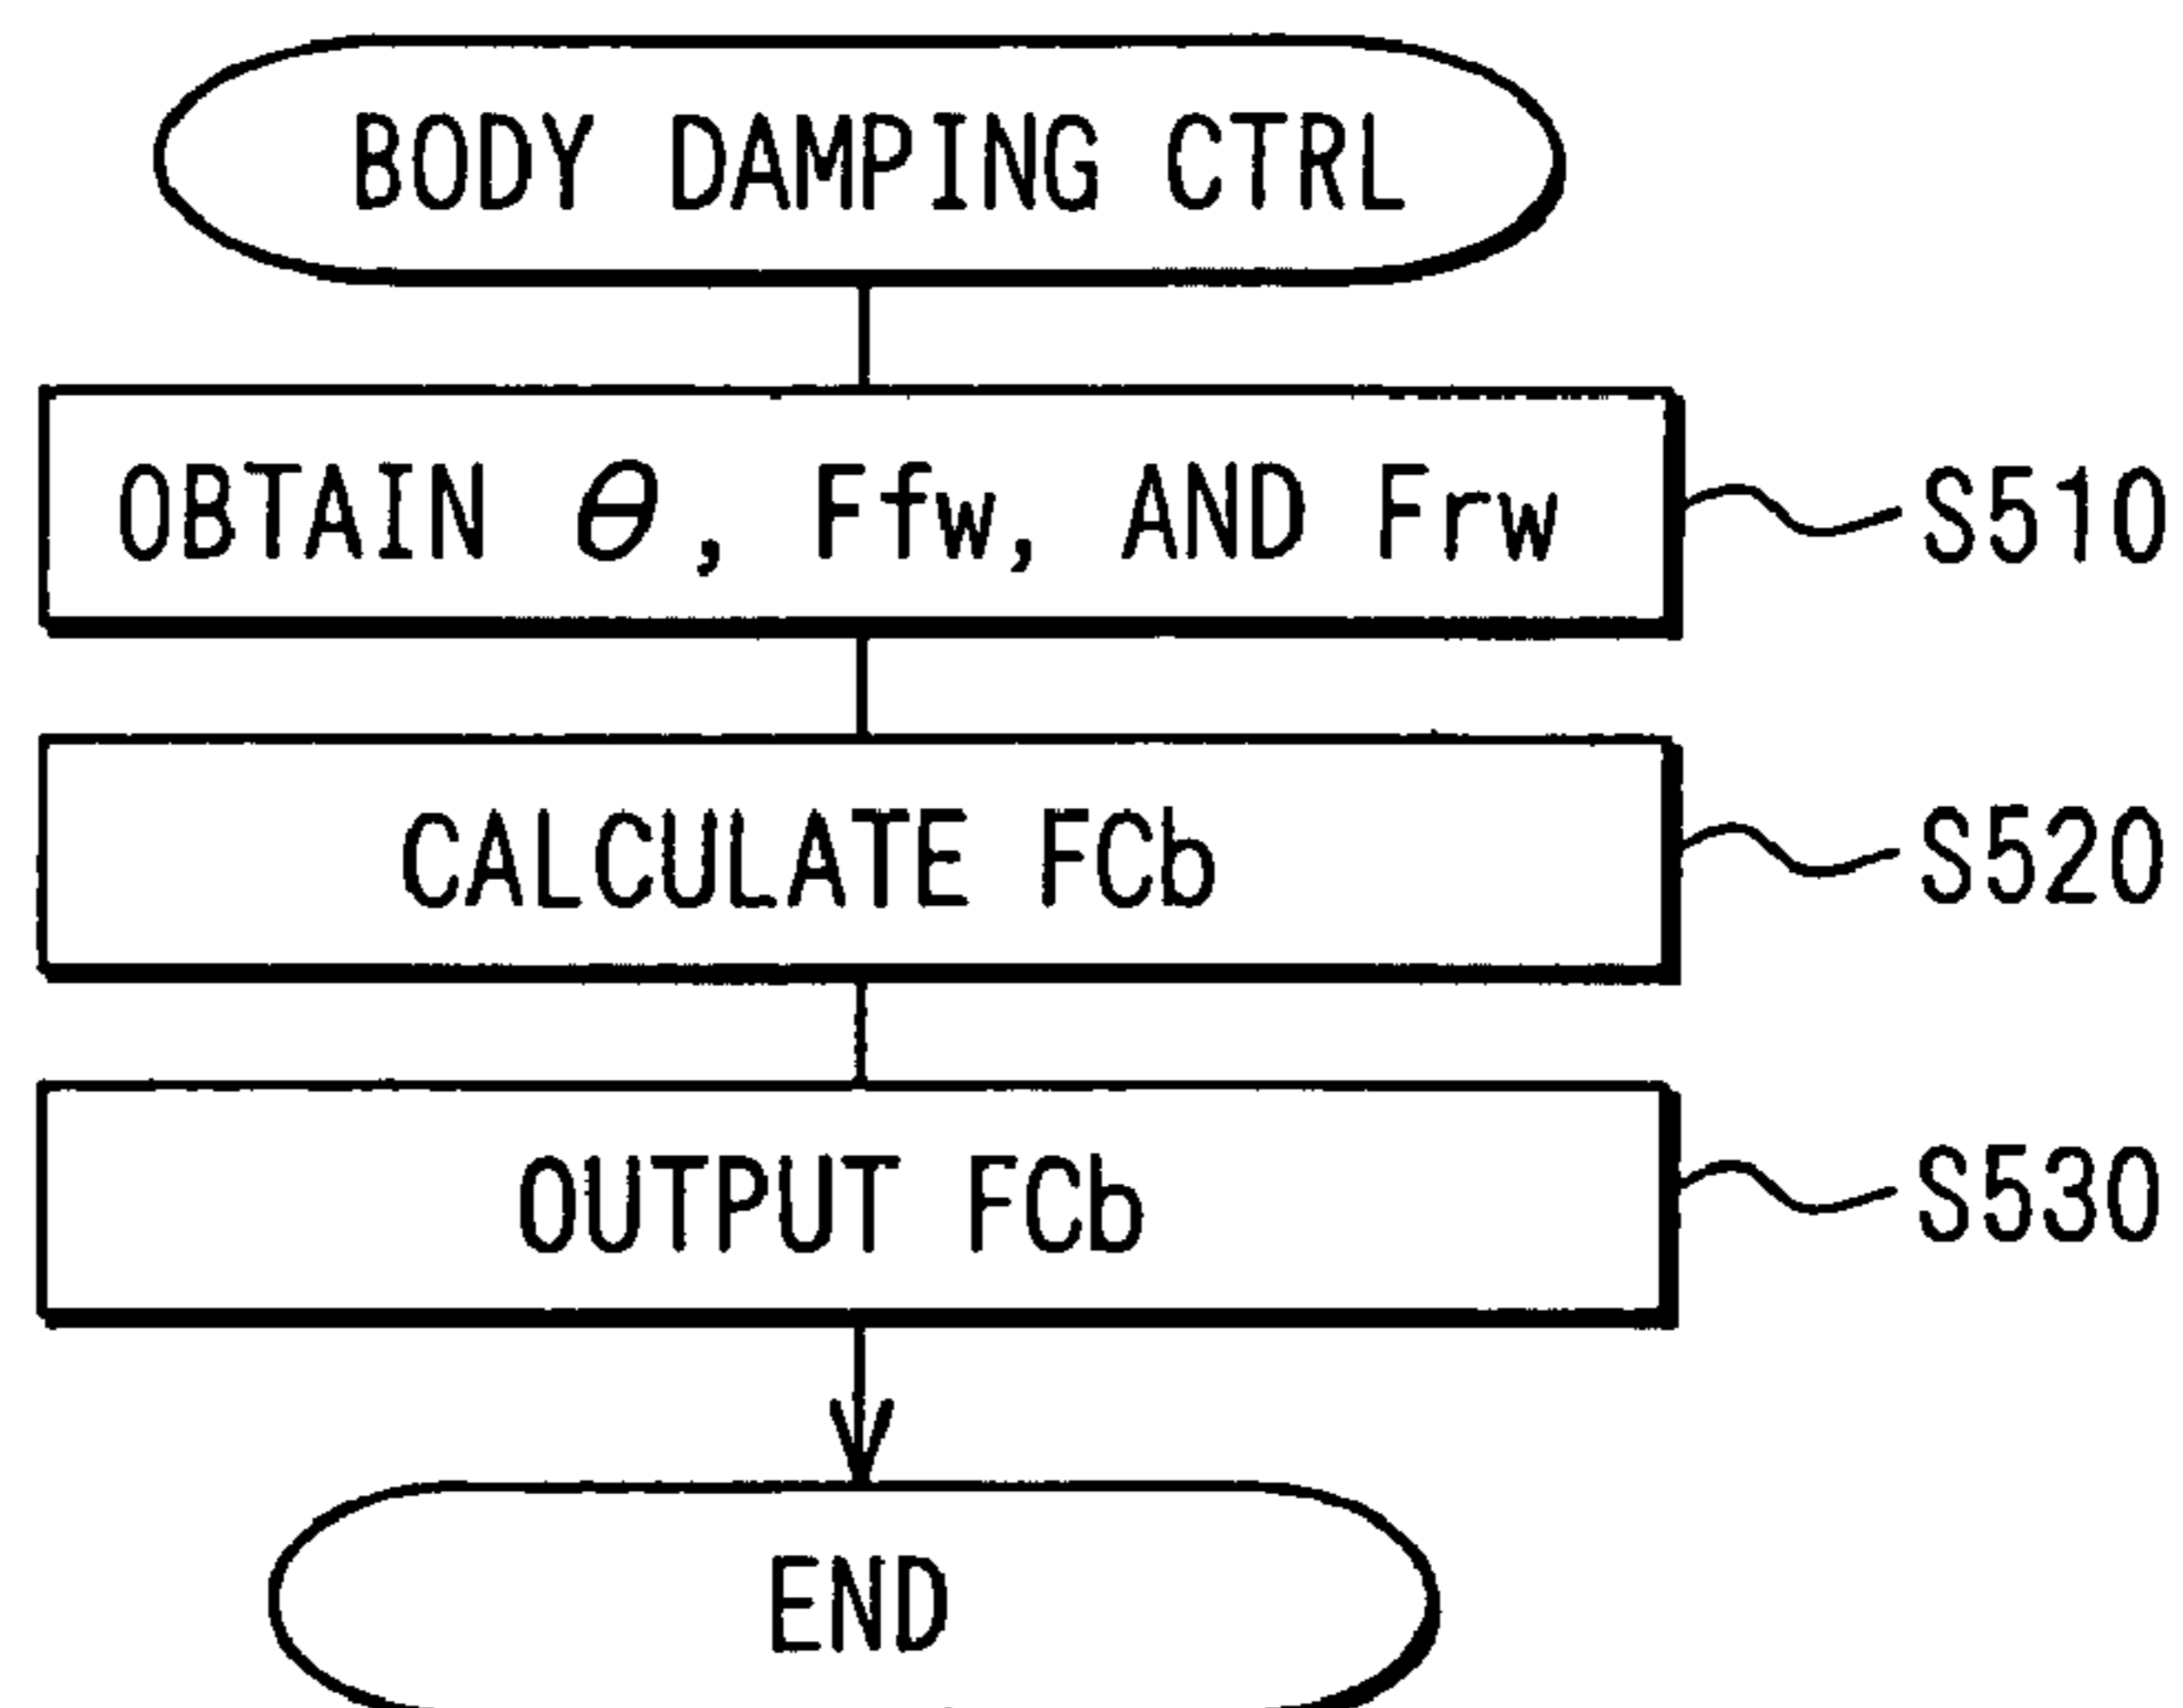 BODY DAMPING CTRL
OBTAIN θ, Ffw, AND Frw
S510
CALCULATE FCb
S520
OUTPUT FCb
S530
END